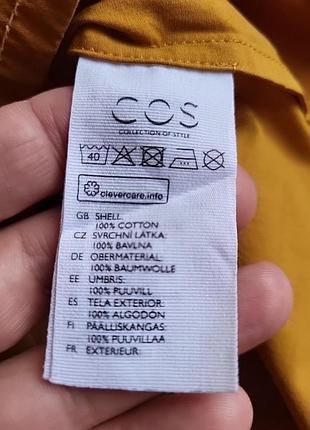 COS
COLLECTION OF STYLE
40
clevercare.info
GB SHELL:
100% COTTON
CZ SVRCHNÍ LÁTKA:
100% BAVLNA
DE OBERMATERIAL:
100% BAUMWOLLE
EE UMBRIS:
100% PUUVILL
ES TELA EXTERIOR:
100% ALGODÓN
FI PÄÄLLISKANGAS:
100% PUUVILLAA
FR EXTERIEUR: